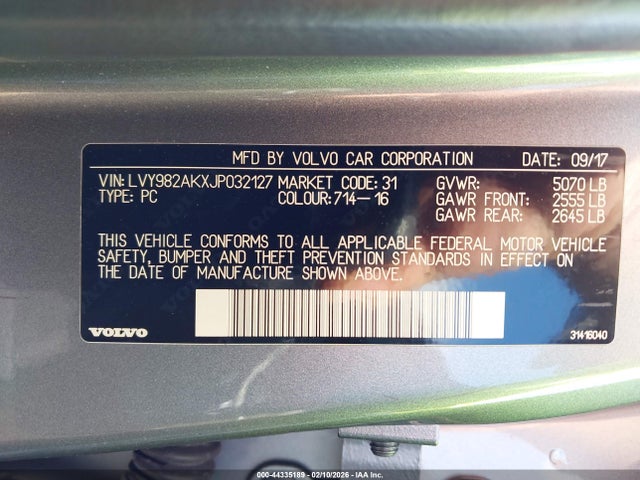 MFD BY VOLVO CAR CORPORATION DATE: 09/17
VIN: LVY982AKXJP032127 MARKET CODE: 31 GVWR: 5070 LB
TYPE: PC COLOUR: 714-16 GAWR FRONT: 2555 LB
GAWR REAR: 2645 LB
THIS VEHICLE CONFORMS TO ALL APPLICABLE FEDERAL MOTOR VEHICLE
SAFETY, BUMPER AND THEFT PREVENTION STANDARDS IN EFFECT ON
THE DATE OF MANUFACTURE SHOWN ABOVE.
VOLVO 31416040
000-44335189 - 02/10/2026 - IAA Inc.